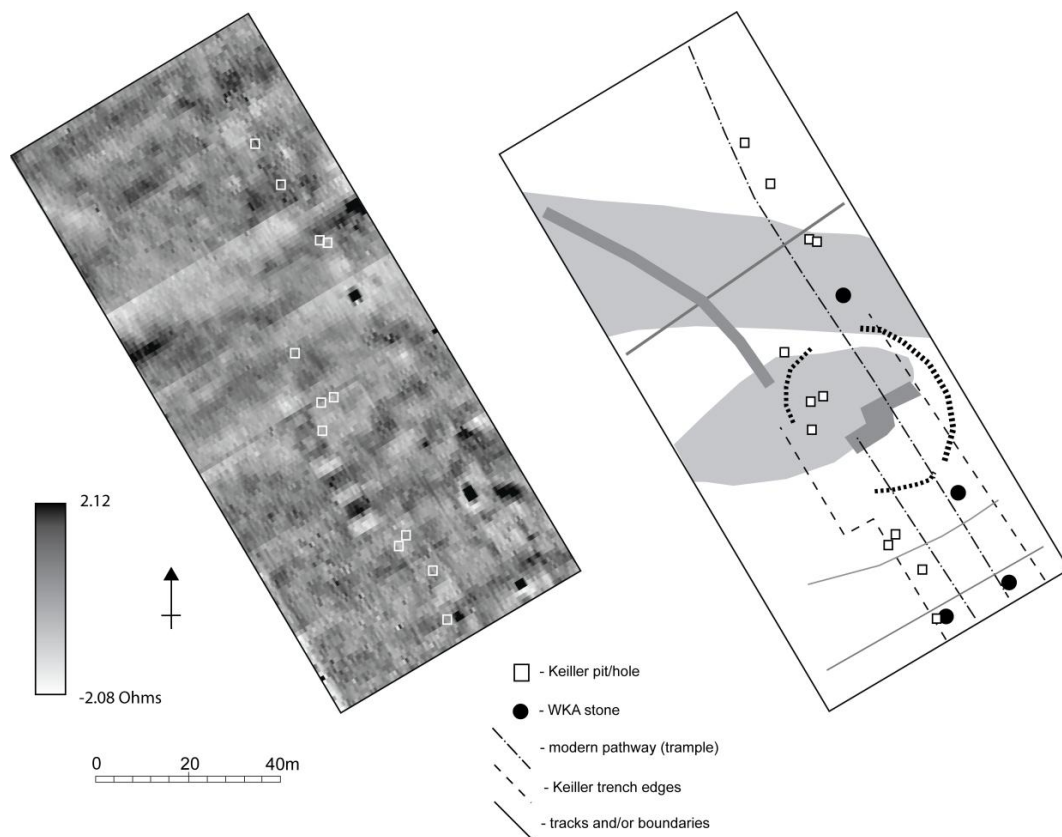 2.12
-2.08 Ohms
0 20 40m
- Keiller pit/hole
- WKA stone
- modern pathway (trample)
- Keiller trench edges
- tracks and/or boundaries